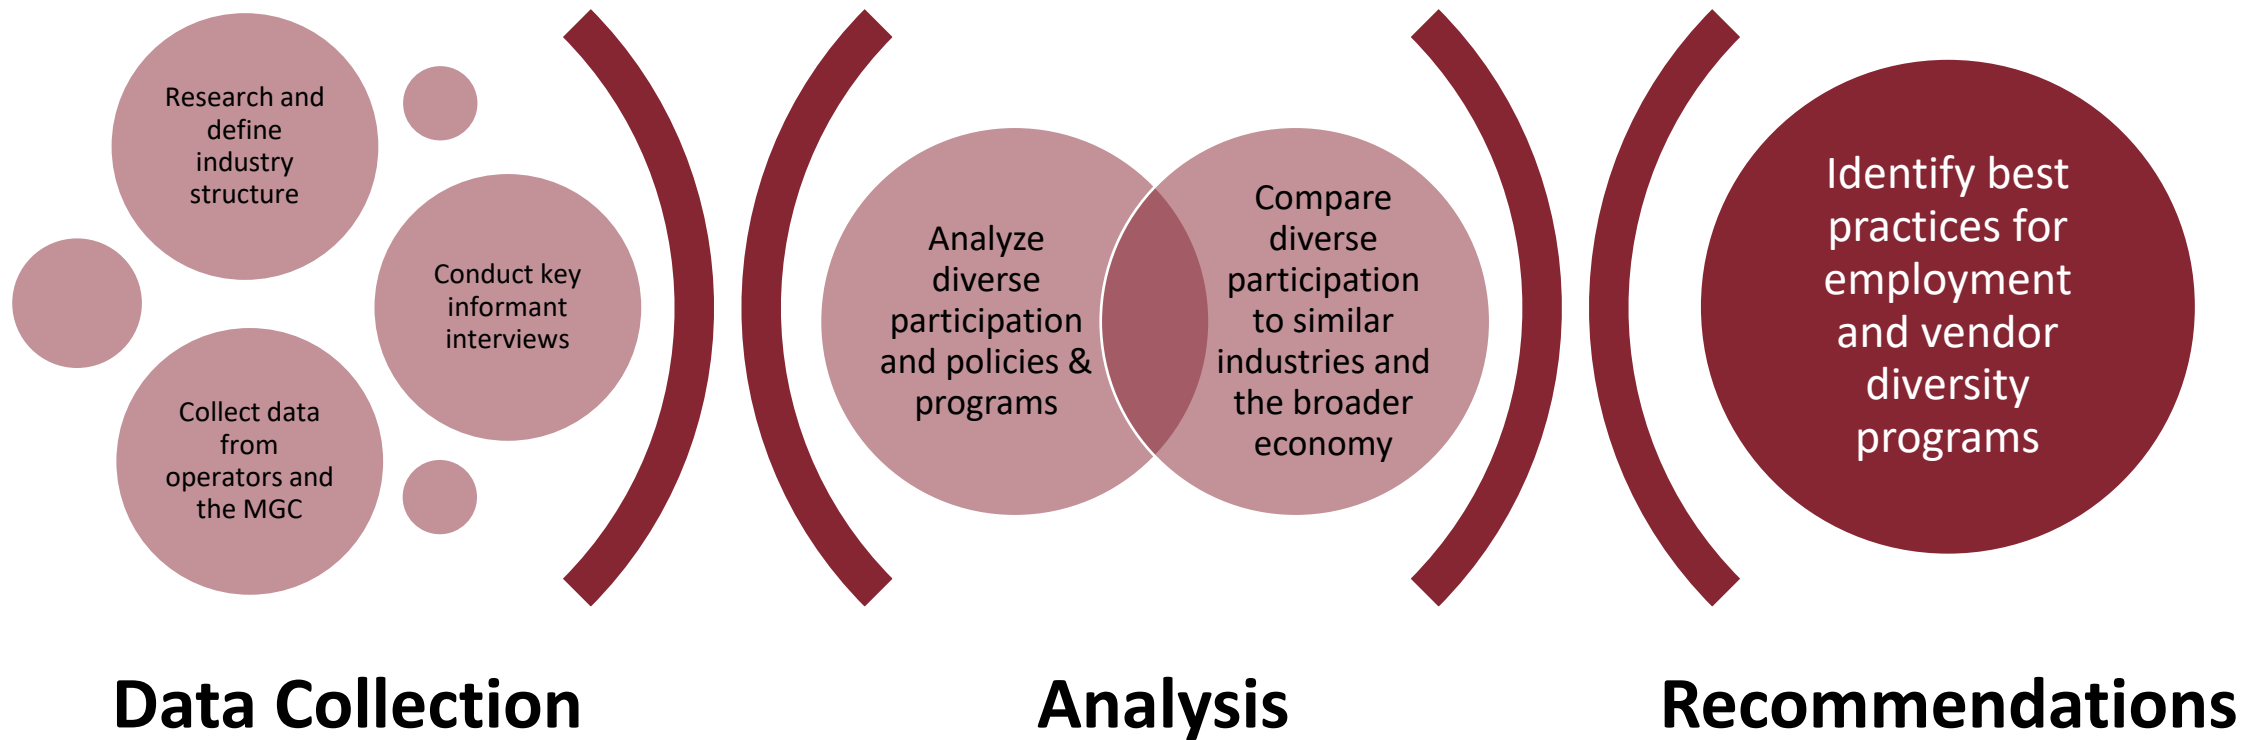 Research and
define
industry
structure
Conduct key
informant
interviews
Collect data
from
operators and
the MGC
Data Collection
Analyze
diverse
participation
and policies &
programs
Compare
diverse
participation
to similar
industries and
the broader
economy
Analysis
Identify best
practices for
employment
and vendor
diversity
programs
Recommendations